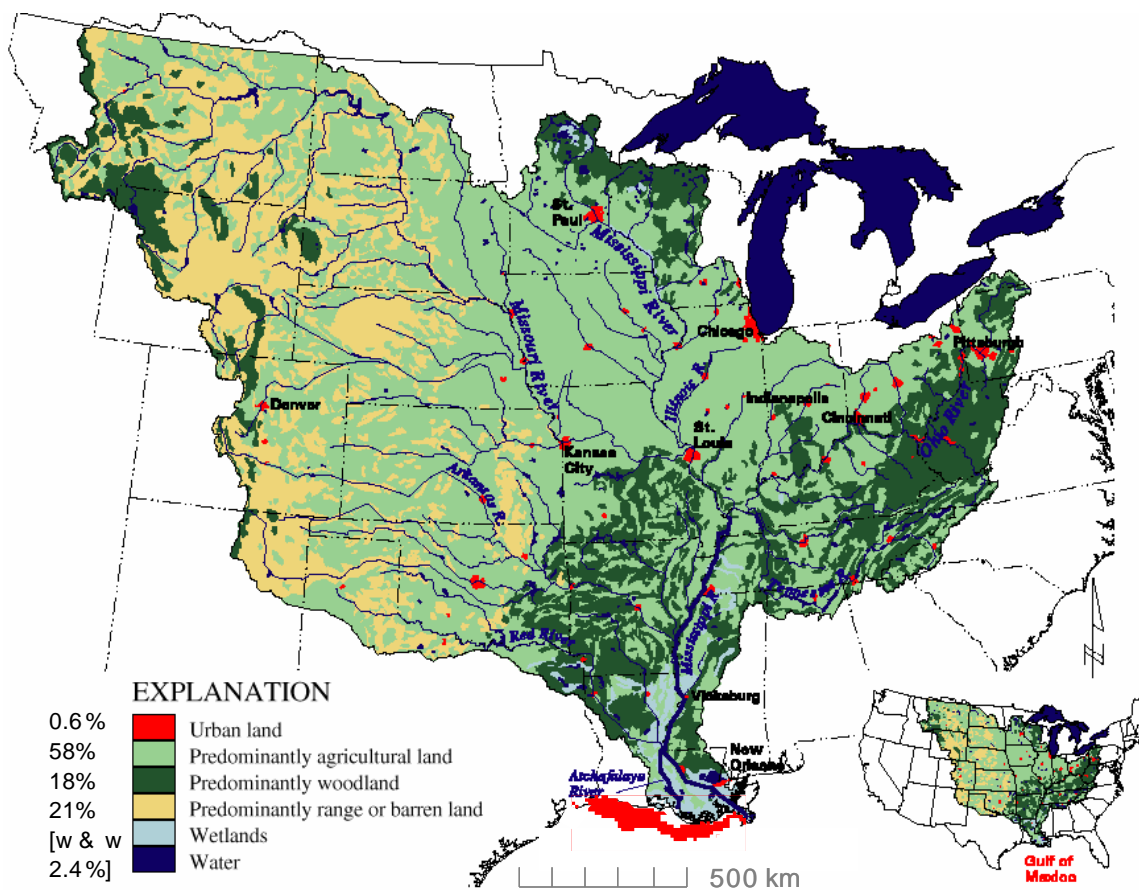 St.
Paul
Mississippi River
Missouri River
Chicago
Illinois R.
Pittsburgh
Indianapolis
Cincinnati
Ohio River
Denver
St.
Louis
Kansas
City
Arkansas R.
Tennessee R.
Mississippi R.
Red River
Vicksburg
New
Orleans
Atchafalaya
River
EXPLANATION
0.6% Urban land
58% Predominantly agricultural land
18% Predominantly woodland
21% Predominantly range or barren land
[w & w Wetlands
2.4%] Water
500 km
Gulf of
Mexico
N